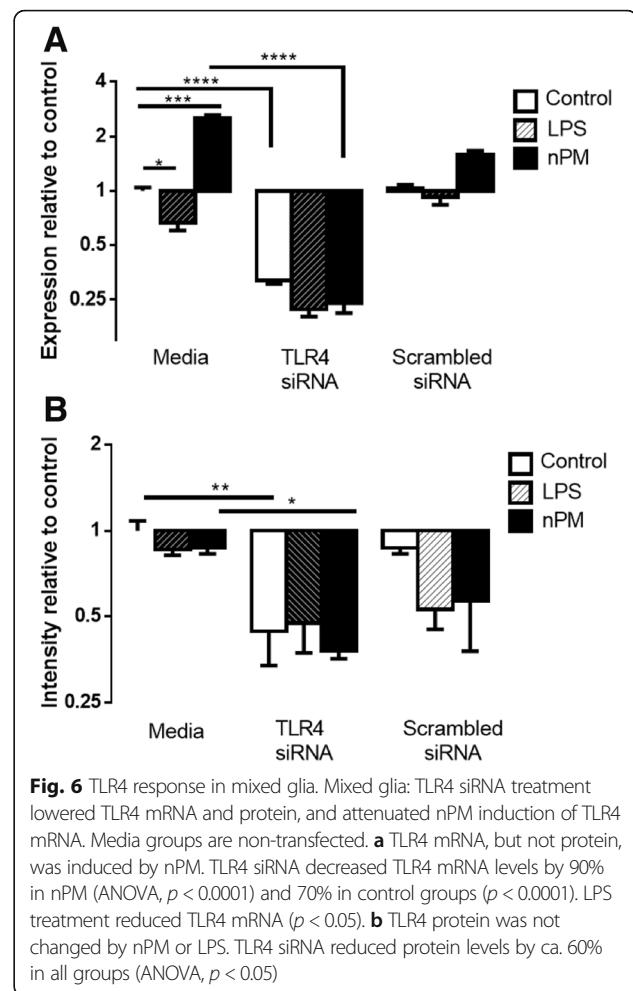 A
Expression relative to control
4
2
1
0.5
0.25
****
****
***
*
Control
LPS
nPM
Media
TLR4
siRNA
Scrambled
siRNA
B
Intensity relative to control
2
1
0.5
0.25
**
*
Control
LPS
nPM
Media
TLR4
siRNA
Scrambled
siRNA
Fig. 6 TLR4 response in mixed glia. Mixed glia: TLR4 siRNA treatment
lowered TLR4 mRNA and protein, and attenuated nPM induction of TLR4
mRNA. Media groups are non-transfected. a TLR4 mRNA, but not protein,
was induced by nPM. TLR4 siRNA decreased TLR4 mRNA levels by 90%
in nPM (ANOVA, p < 0.0001) and 70% in control groups (p < 0.0001). LPS
treatment reduced TLR4 mRNA (p < 0.05). b TLR4 protein was not
changed by nPM or LPS. TLR4 siRNA reduced protein levels by ca. 60%
in all groups (ANOVA, p < 0.05)